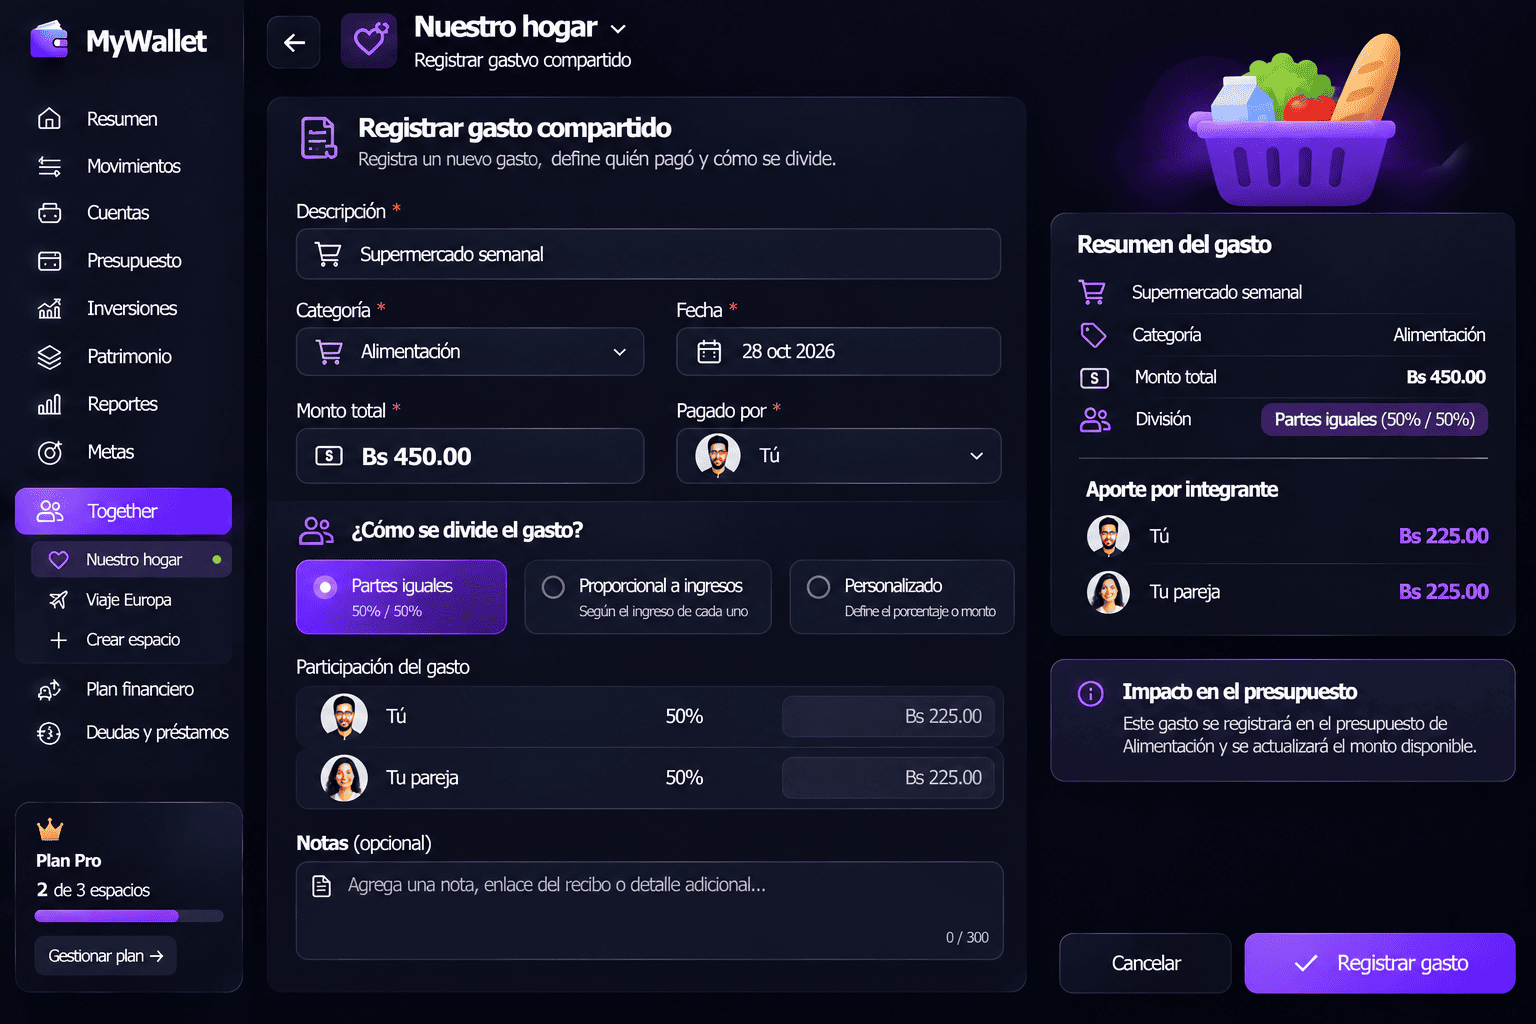 MyWallet
Resumen
Movimientos
Cuentas
Presupuesto
Inversiones
Patrimonio
Reportes
Metas
Together
Nuestro hogar
Viaje Europa
Crear espacio
Plan financiero
Deudas y préstamos
Plan Pro
2 de 3 espacios
Gestionar plan →
Nuestro hogar
Registrar gastvo compartido
Registrar gasto compartido
Registra un nuevo gasto, define quién pagó y cómo se divide.
Descripción *
Supermercado semanal
Categoría *
Fecha *
Alimentación
28 oct 2026
Monto total *
Pagado por *
$
Bs 450.00
Tú
¿Cómo se divide el gasto?
Partes iguales
50% / 50%
Proporcional a ingresos
Según el ingreso de cada uno
Personalizado
Define el porcentaje o monto
Participación del gasto
Tú 50% Bs 225.00
Tu pareja 50% Bs 225.00
Notas (opcional)
Agrega una nota, enlace del recibo o detalle adicional...
0 / 300
Resumen del gasto
Supermercado semanal
Categoría Alimentación
$ Monto total Bs 450.00
División Partes iguales (50% / 50%)
Aporte por integrante
Tú Bs 225.00
Tu pareja Bs 225.00
Impacto en el presupuesto
Este gasto se registrará en el presupuesto de
Alimentación y se actualizará el monto disponible.
Cancelar
Registrar gasto